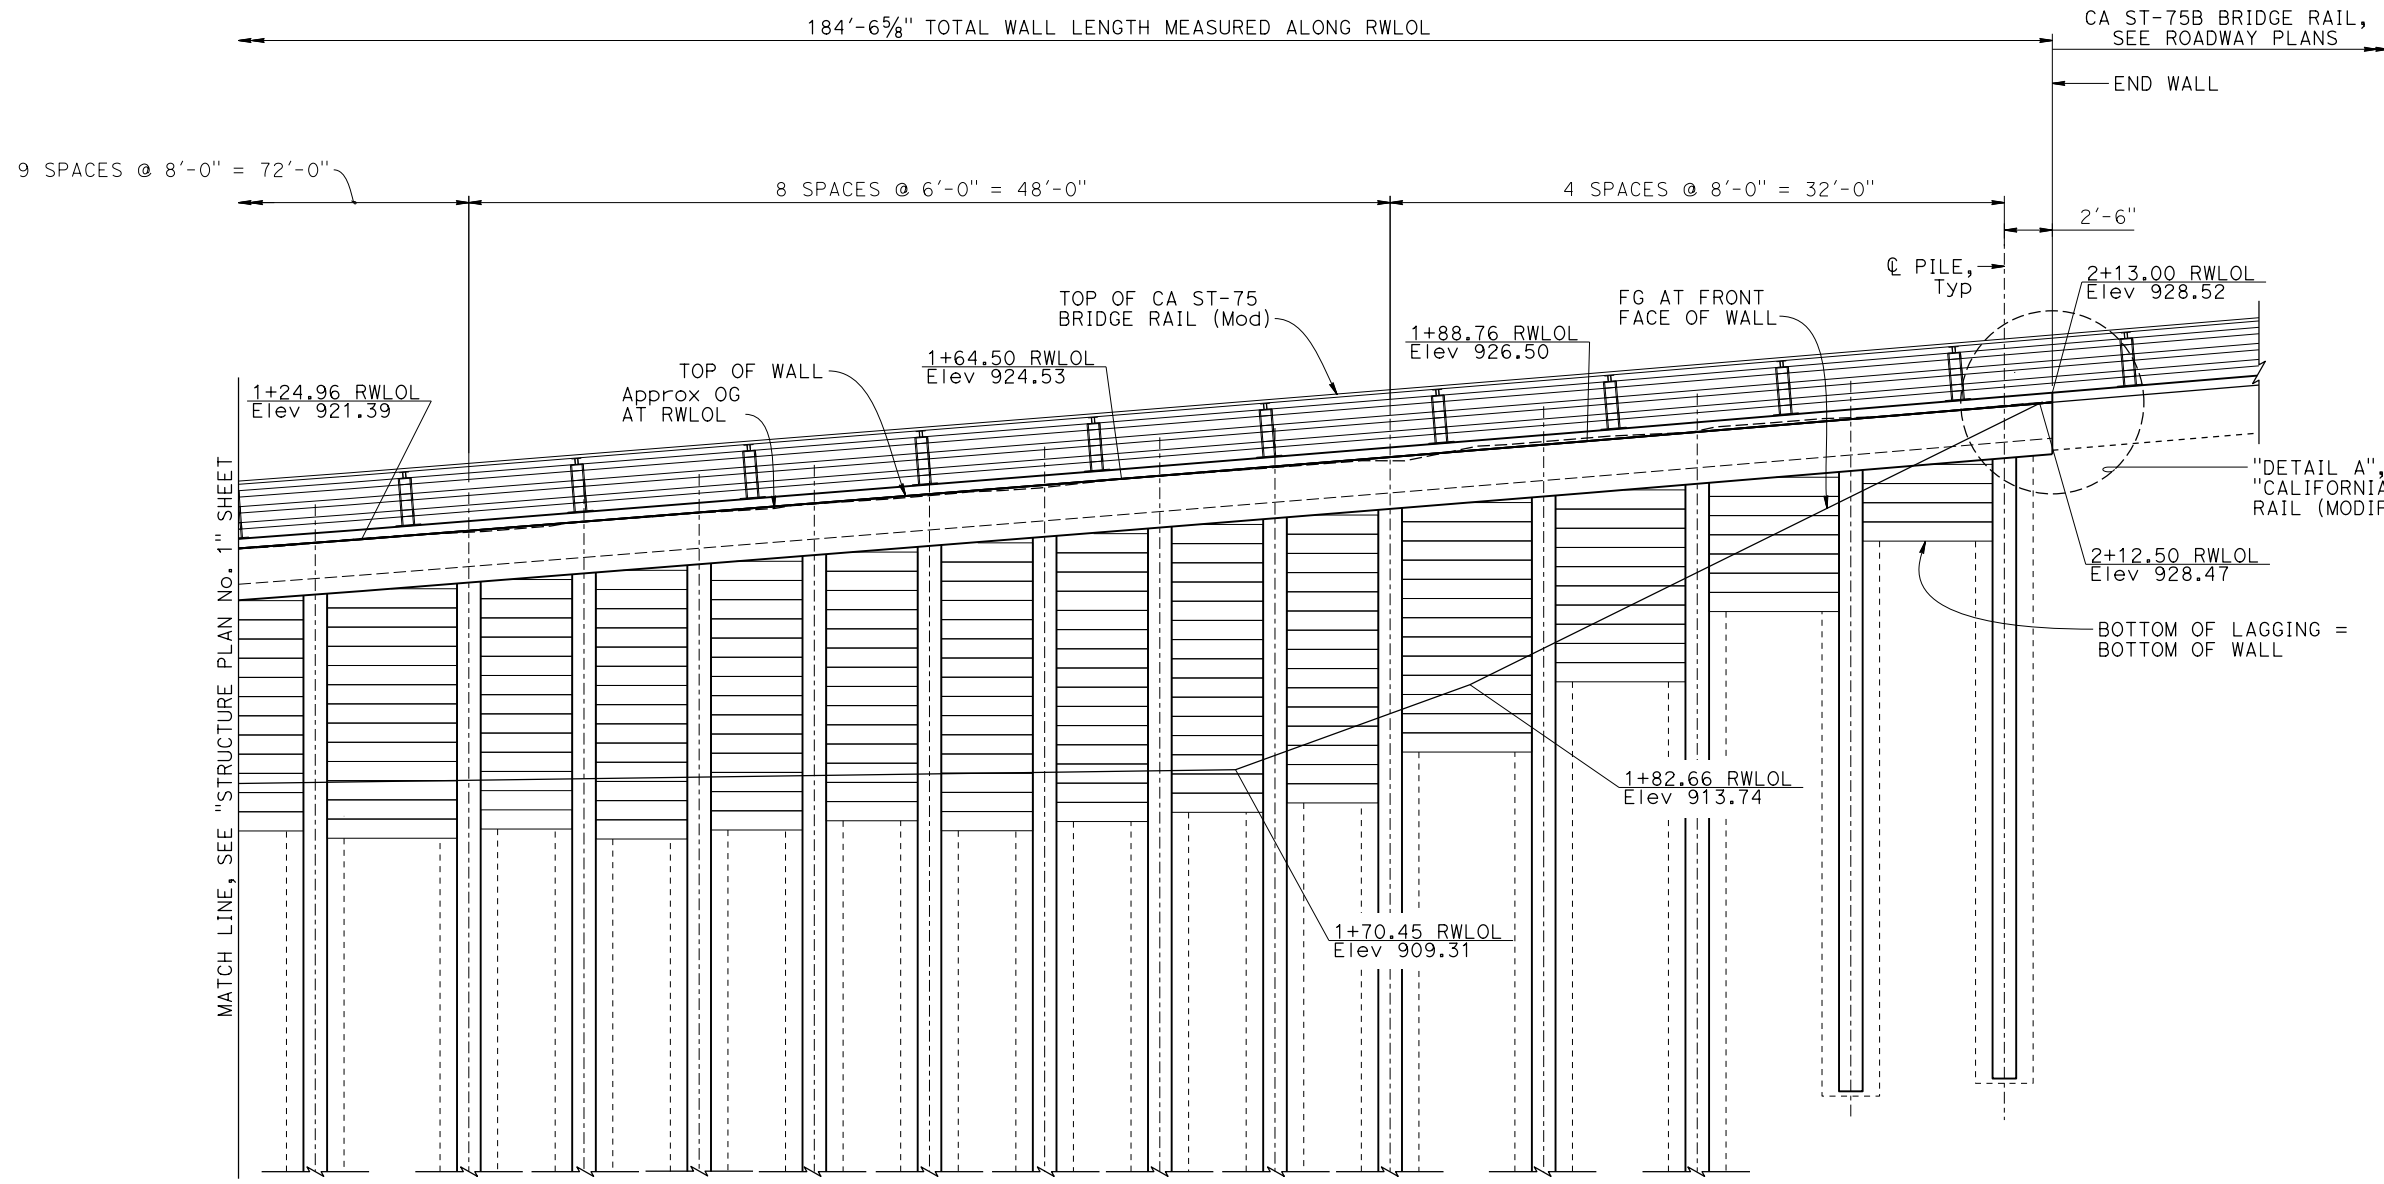 184'-6⅝" TOTAL WALL LENGTH MEASURED ALONG RWLOL
CA ST-75B BRIDGE RAIL,
SEE ROADWAY PLANS
END WALL
9 SPACES @ 8'-0" = 72'-0"
8 SPACES @ 6'-0" = 48'-0"
4 SPACES @ 8'-0" = 32'-0"
2'-6"
℄ PILE,
Typ
2+13.00 RWLOL
Elev 928.52
TOP OF CA ST-75
BRIDGE RAIL (Mod)
FG AT FRONT
FACE OF WALL
1+88.76 RWLOL
Elev 926.50
1+64.50 RWLOL
Elev 924.53
TOP OF WALL
Approx OG
AT RWLOL
1+24.96 RWLOL
Elev 921.39
"DETAIL A",
"CALIFORNIA
RAIL (MODIF
2+12.50 RWLOL
Elev 928.47
BOTTOM OF LAGGING =
BOTTOM OF WALL
1+82.66 RWLOL
Elev 913.74
1+70.45 RWLOL
Elev 909.31
MATCH LINE, SEE "STRUCTURE PLAN No. 1" SHEET